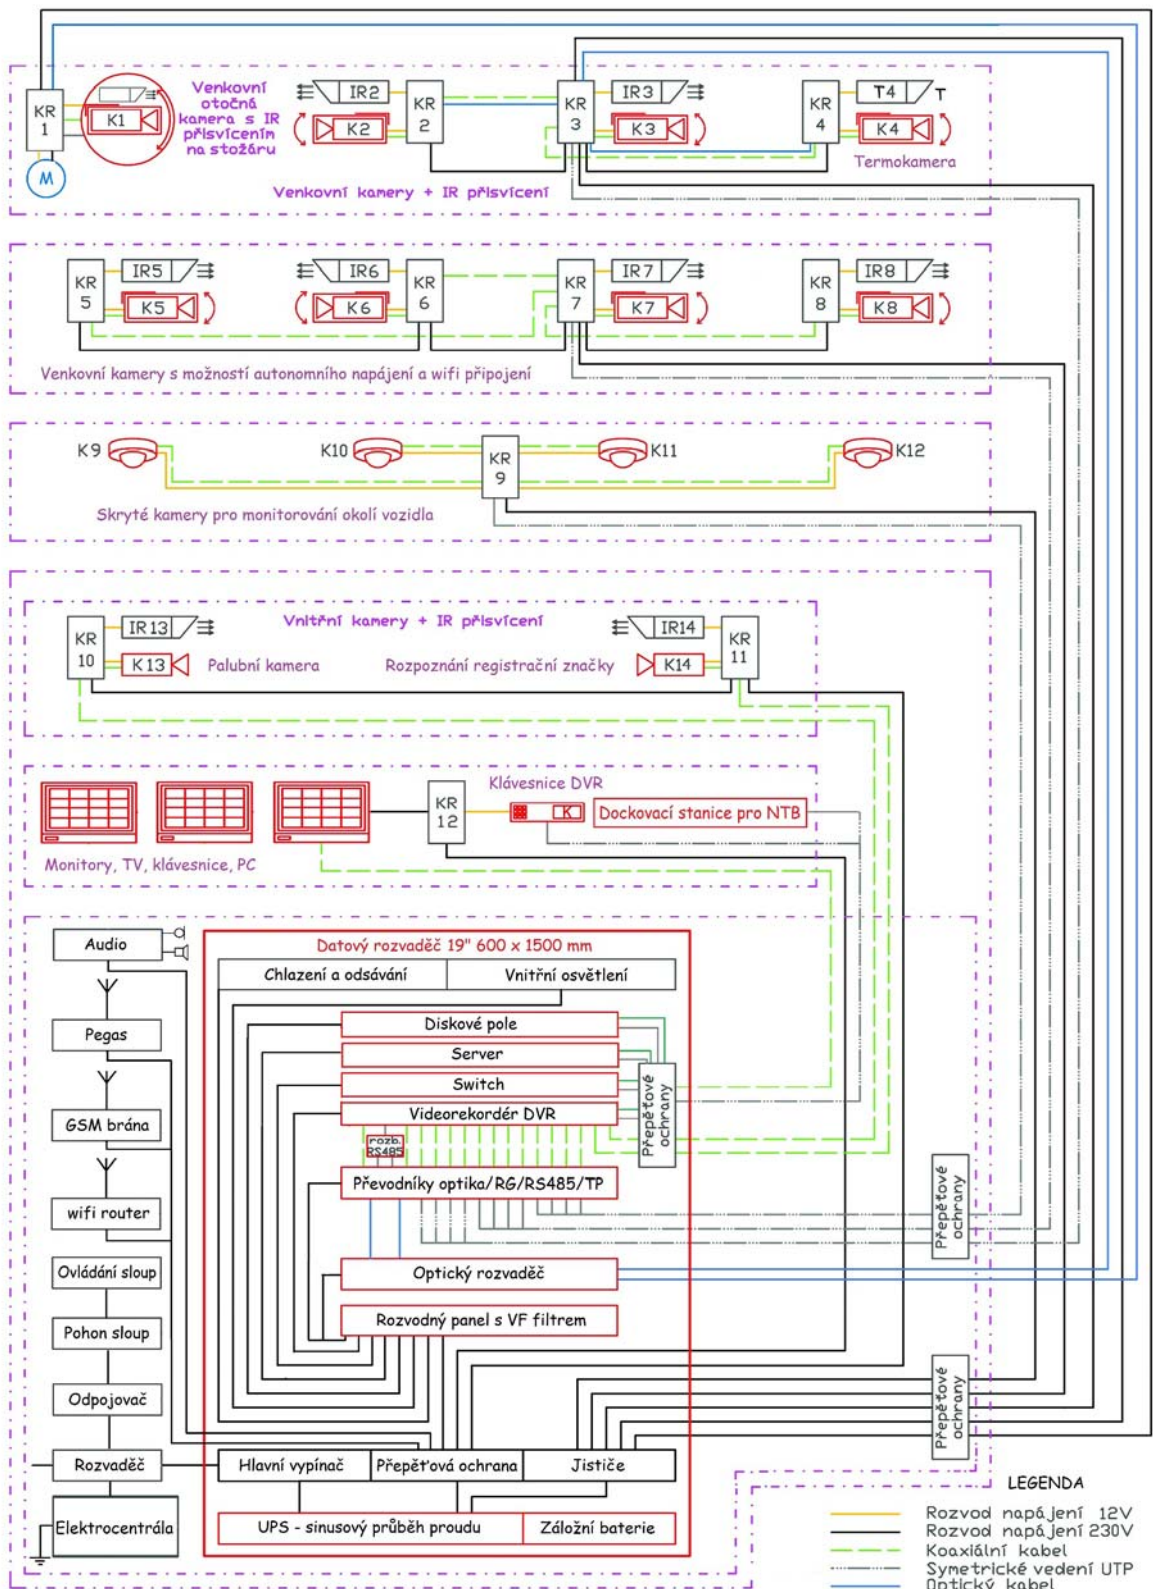 KR
1
K1
M
Venkovní
otočná
kamera s IR
přisvícením
na stožáru
IR2
K2
KR
2
KR
3
IR3
K3
KR
4
T4
T
K4
Termokamera
Venkovní kamery + IR přisvícení
KR
5
IR5
K5
IR6
K6
KR
6
KR
7
IR7
K7
KR
8
IR8
K8
Venkovní kamery s možností autonomního napájení a wifi připojení
K9
K10
KR
9
K11
K12
Skryté kamery pro monitorování okolí vozidla
Vnitřní kamery + IR přisvícení
KR
10
IR13
K13
Palubní kamera
Rozpoznání registrační značky
IR14
K14
KR
11
Klávesnice DVR
KR
12
K
Dockovací stanice pro NTB
Monitory, TV, klávesnice, PC
Audio
Pegas
GSM brána
wifi router
Ovládání sloup
Pohon sloup
Odpojovač
Rozvaděč
Elektrocentrála
Datový rozvaděč 19" 600 x 1500 mm
Chlazení a odsávání
Vnitřní osvětlení
Diskové pole
Server
Switch
Videorekordér DVR
rozb.
RS485
Přepěťové
ochrany
Převodníky optika/RG/RS485/TP
Optický rozvaděč
Rozvodný panel s VF filtrem
Hlavní vypínač
Přepěťová ochrana
Jističe
UPS - sinusový průběh proudu
Záložní baterie
Přepěťové
ochrany
Přepěťové
ochrany
LEGENDA
Rozvod napájení 12V
Rozvod napájení 230V
Koaxiální kabel
Symetrické vedení UTP
Optický kabel